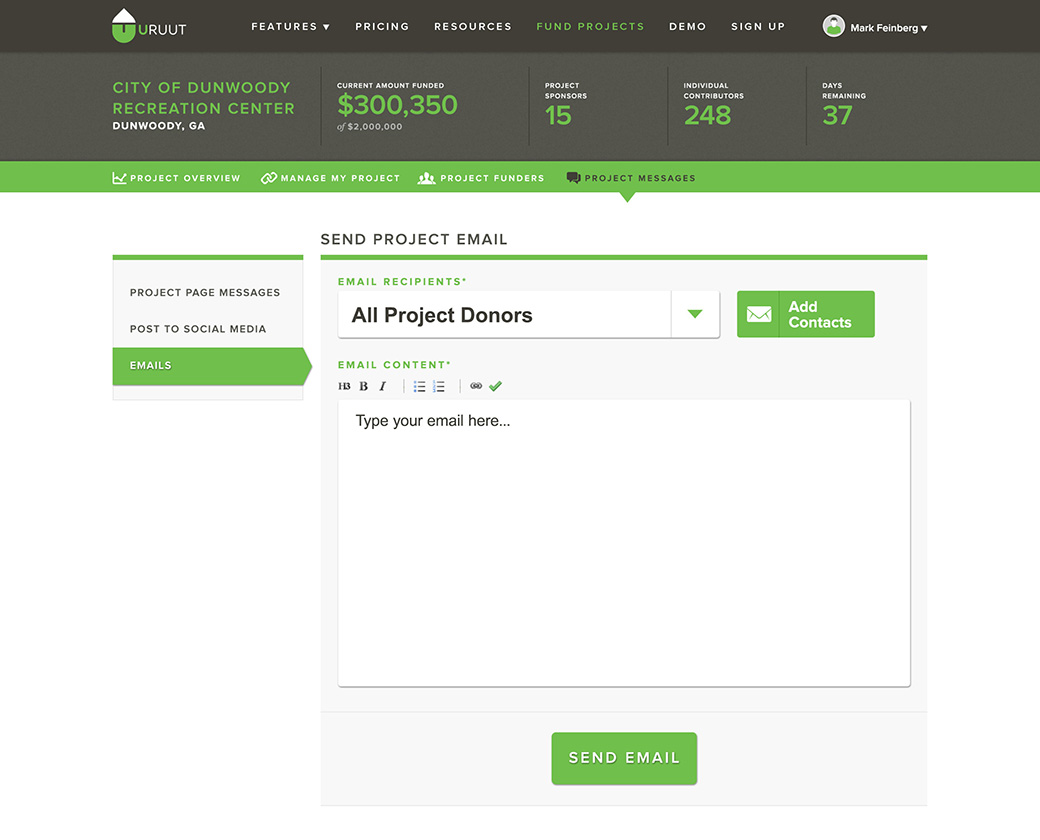 URUUT
FEATURES ▼ PRICING RESOURCES FUND PROJECTS DEMO SIGN UP Mark Feinberg ▼
CITY OF DUNWOODY
RECREATION CENTER
DUNWOODY, GA
CURRENT AMOUNT FUNDED
$300,350
of $2,000,000
PROJECT
SPONSORS
15
INDIVIDUAL
CONTRIBUTORS
248
DAYS
REMAINING
37
PROJECT OVERVIEW MANAGE MY PROJECT PROJECT FUNDERS PROJECT MESSAGES
SEND PROJECT EMAIL
PROJECT PAGE MESSAGES
POST TO SOCIAL MEDIA
EMAILS
EMAIL RECIPIENTS*
All Project Donors
Add
Contacts
EMAIL CONTENT*
H3 B I
Type your email here...
SEND EMAIL